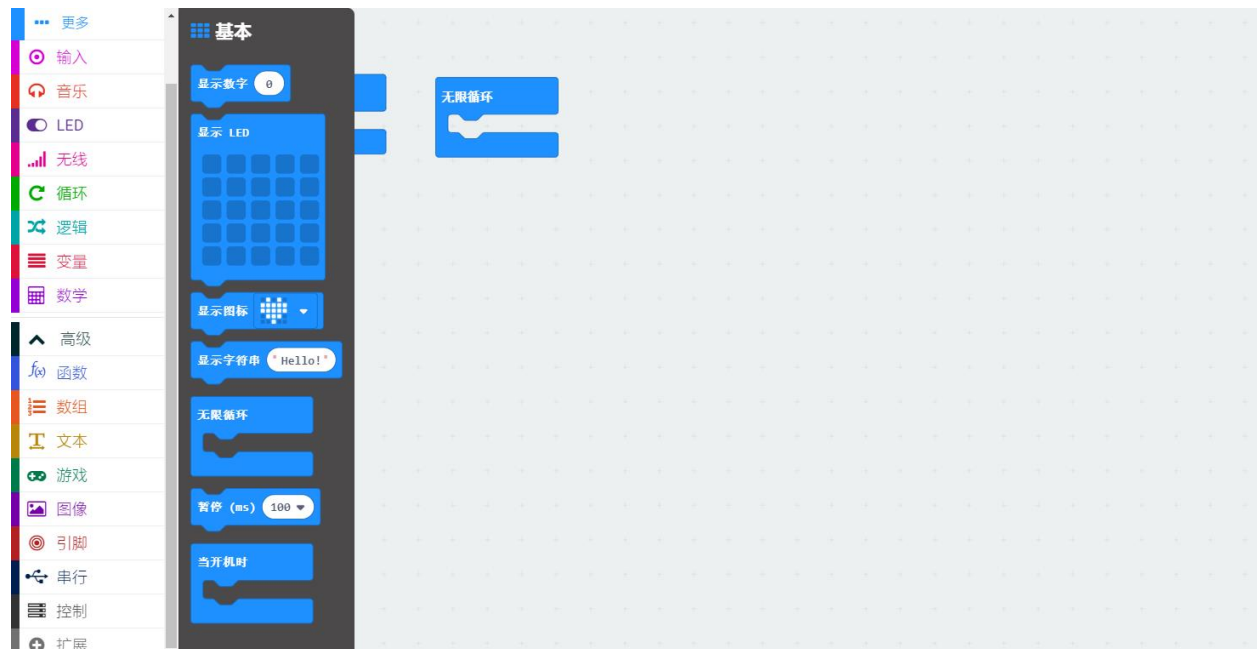 更多
输入
音乐
LED
无线
循环
逻辑
变量
数学
高级
f(x) 函数
数组
文本
游戏
图像
引脚
串行
控制
扩展
基本
显示数字 0
显示 LED
显示图标
显示字符串 "Hello!"
无限循环
暂停 (ms) 100
当开机时
无限循环